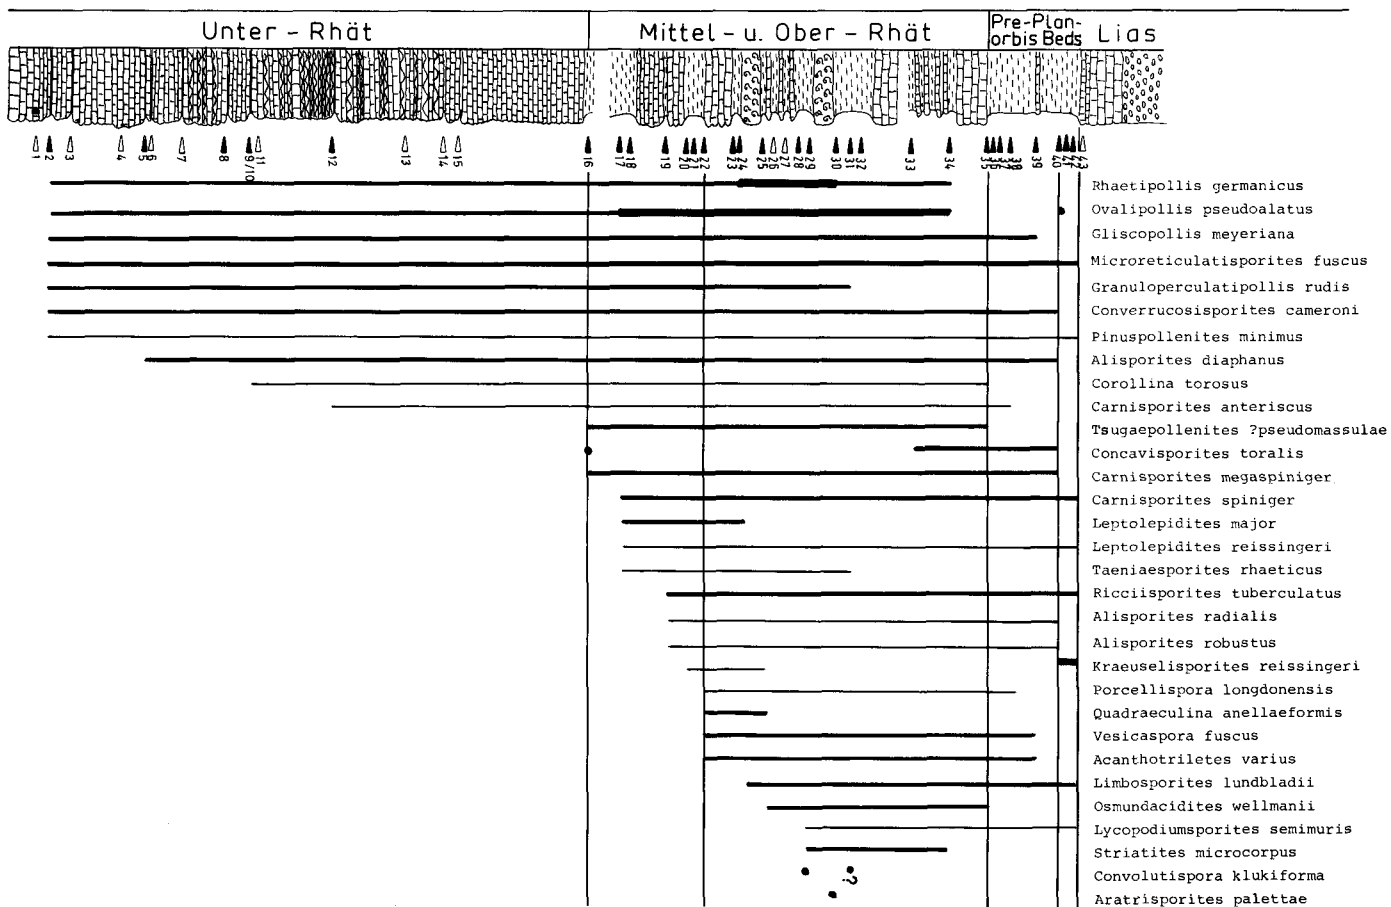 Unter - Rhät
Mittel - u. Ober - Rhät
Pre-Plan-
orbis Beds
Lias
1 2 3 4 5 6 7 8 9/10 11 12 13 14 15 16 17 18 19 20 21 22 23 24 25 26 27 28 29 30 31 32 33 34 35 36 37 38 39 40 41 42 43
Rhaetipollis germanicus
Ovalipollis pseudoalatus
Gliscopollis meyeriana
Microreticulatisporites fuscus
Granuloperculatipollis rudis
Converrucosisporites cameroni
Pinuspollenites minimus
Alisporites diaphanus
Corollina torosus
Carnisporites anteriscus
Tsugaepollenites ?pseudomassulae
Concavisporites toralis
Carnisporites megaspiniger
Carnisporites spiniger
Leptolepidites major
Leptolepidites reissingeri
Taeniaesporites rhaeticus
Ricciisporites tuberculatus
Alisporites radialis
Alisporites robustus
Kraeuselisporites reissingeri
Porcellispora longdonensis
Quadraeculina anellaeformis
Vesicaspora fuscus
Acanthotriletes varius
Limbosporites lundbladii
Osmundacidites wellmanii
Lycopodiumsporites semimuris
Striatites microcorpus
? Convolutispora klukiforma
Aratrisporites palettae